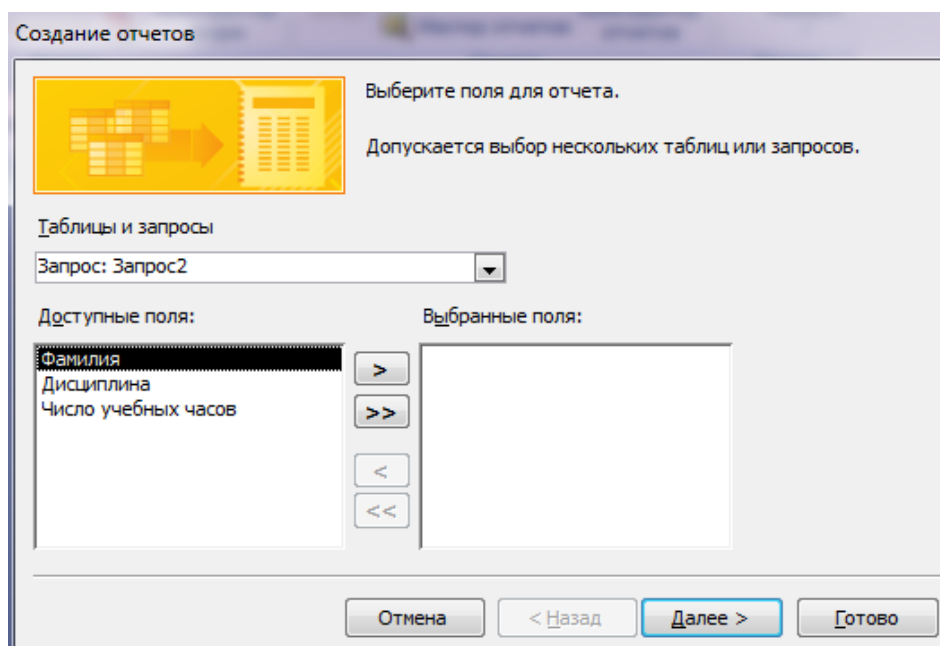 Создание отчетов
Выберите поля для отчета.
Допускается выбор нескольких таблиц или запросов.
Таблицы и запросы
Запрос: Запрос2
Доступные поля:
Выбранные поля:
Фамилия
Дисциплина
Число учебных часов
>
>>
<
<<
Отмена
< Назад
Далее >
Готово